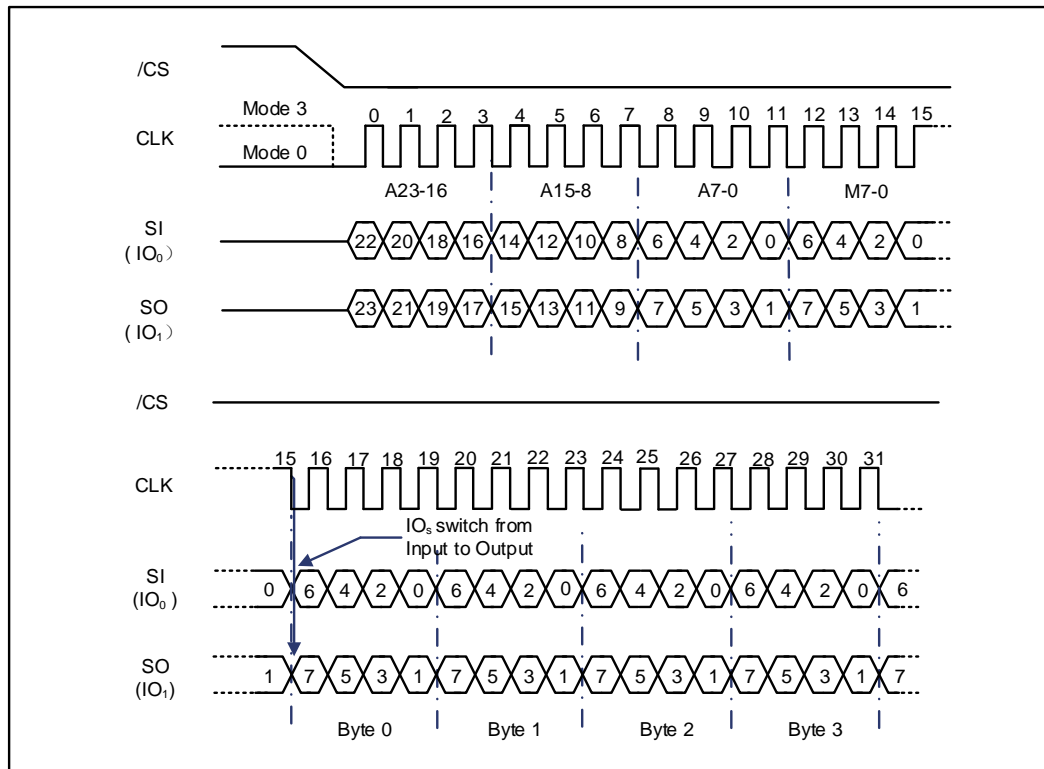 /CS
Mode 3
CLK
Mode 0
0 1 2 3 4 5 6 7 8 9 10 11 12 13 14 15
A23-16 A15-8 A7-0 M7-0
SI
( IO₀ )
22 20 18 16 14 12 10 8 6 4 2 0 6 4 2 0
SO
( IO₁ )
23 21 19 17 15 13 11 9 7 5 3 1 7 5 3 1
/CS
CLK
15 16 17 18 19 20 21 22 23 24 25 26 27 28 29 30 31
IOₛ switch from
Input to Output
SI
(IO₀ )
0 6 4 2 0 6 4 2 0 6 4 2 0 6 4 2 0 6
SO
(IO₁)
1 7 5 3 1 7 5 3 1 7 5 3 1 7 5 3 1 7
Byte 0 Byte 1 Byte 2 Byte 3